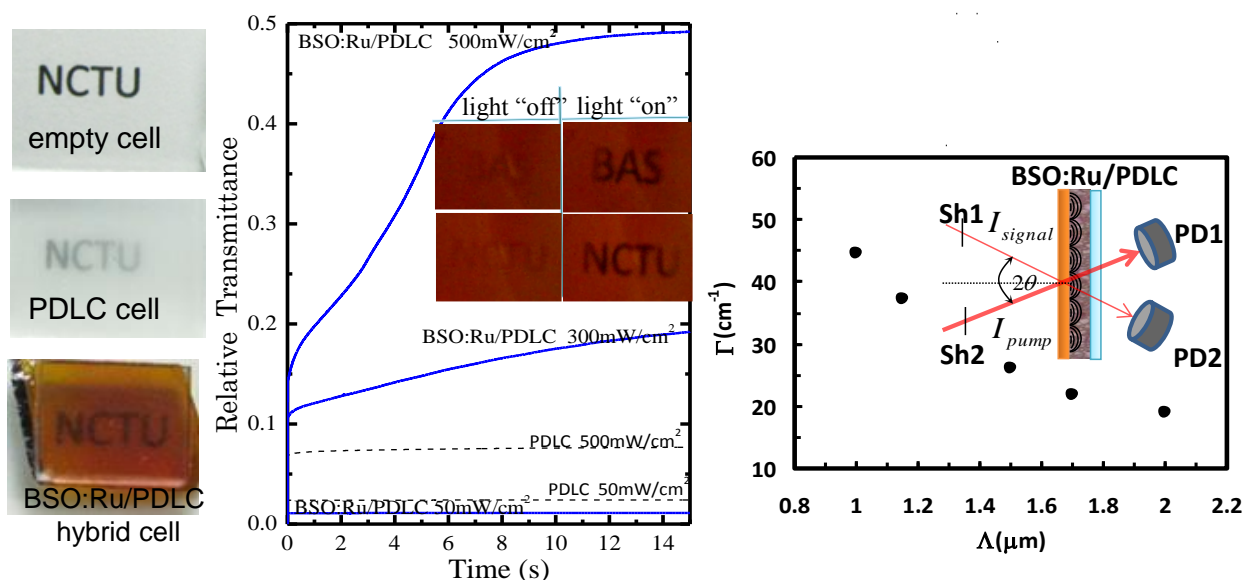 NCTU
empty cell
NCTU
PDLC cell
NCTU
BSO:Ru/PDLC
hybrid cell
Relative Transmittance
0.5
0.4
0.3
0.2
0.1
0.0
BSO:Ru/PDLC 500mW/cm²
light “off” light “on”
BAS BAS
NCTU NCTU
BSO:Ru/PDLC 300mW/cm²
PDLC 500mW/cm²
PDLC 50mW/cm²
BSO:Ru/PDLC 50mW/cm²
0 2 4 6 8 10 12 14
Time (s)
Γ(cm⁻¹)
60
50
40
30
20
10
BSO:Ru/PDLC
Sh1
I signal
PD1
2θ
I pump
Sh2
PD2
0.8 1 1.2 1.4 1.6 1.8 2 2.2
Λ(μm)